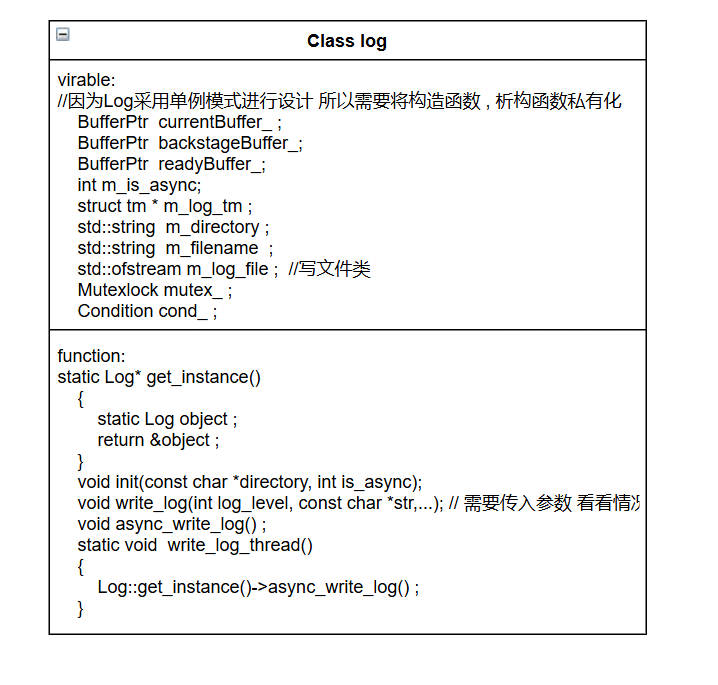 Class log
virable:
//因为Log采用单例模式进行设计 所以需要将构造函数 , 析构函数私有化
BufferPtr  currentBuffer_ ;
BufferPtr  backstageBuffer_;
BufferPtr  readyBuffer_;
int m_is_async;
struct tm * m_log_tm ;
std::string  m_directory ;
std::string  m_filename  ;
std::ofstream m_log_file ;  //写文件类
Mutexlock mutex_ ;
Condition cond_ ;
function:
static Log* get_instance()
{
static Log object ;
return &object ;
}
void init(const char *directory, int is_async);
void write_log(int log_level, const char *str,...); // 需要传入参数 看看情
void async_write_log() ;
static void  write_log_thread()
{
Log::get_instance()->async_write_log() ;
}